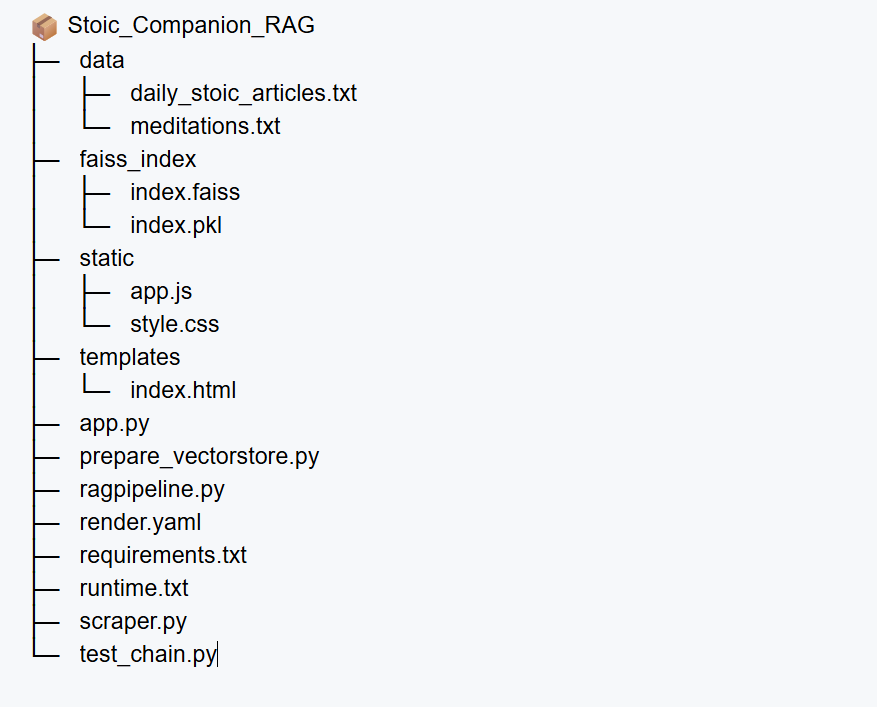 Stoic_Companion_RAG
data
daily_stoic_articles.txt
meditations.txt
faiss_index
index.faiss
index.pkl
static
app.js
style.css
templates
index.html
app.py
prepare_vectorstore.py
ragpipeline.py
render.yaml
requirements.txt
runtime.txt
scraper.py
test_chain.py